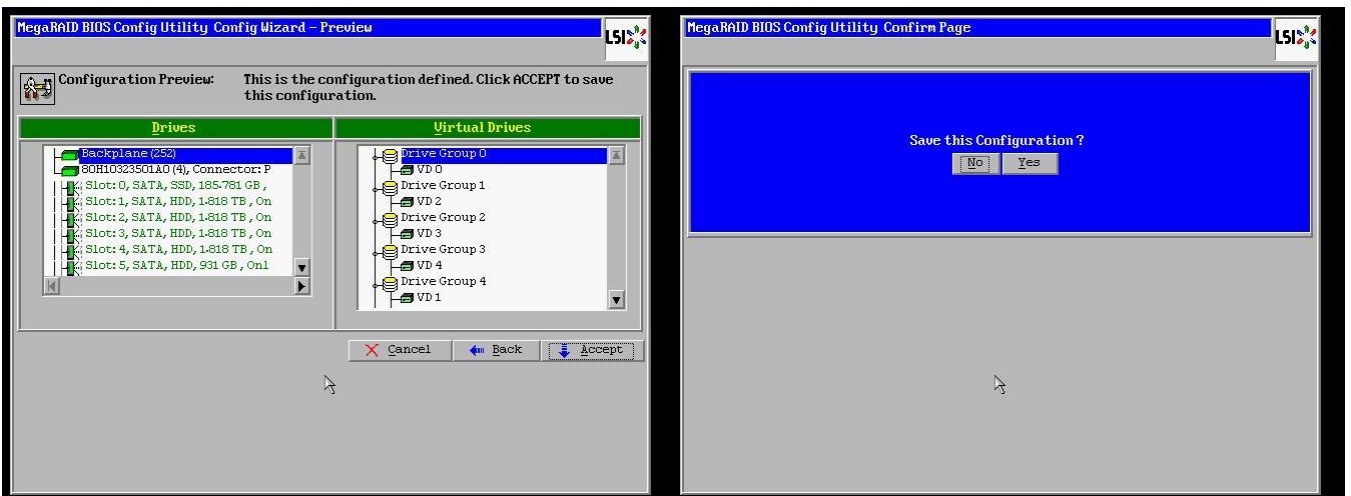 MegaRAID BIOS Config Utility Config Wizard – Preview
LSI
Configuration Preview: This is the configuration defined. Click ACCEPT to save
this configuration.
Drives
Backplane (252)
80H10323501A0 (4), Connector: P
Slot: 0, SATA, SSD, 185.781 GB ,
Slot: 1, SATA, HDD, 1.818 TB , On
Slot: 2, SATA, HDD, 1.818 TB , On
Slot: 3, SATA, HDD, 1.818 TB , On
Slot: 4, SATA, HDD, 1.818 TB , On
Slot: 5, SATA, HDD, 931 GB , Onl
Virtual Drives
Drive Group 0
VD 0
Drive Group 1
VD 2
Drive Group 2
VD 3
Drive Group 3
VD 4
Drive Group 4
VD 1
Cancel
Back
Accept
MegaRAID BIOS Config Utility Confirm Page
LSI
Save this Configuration ?
No
Yes